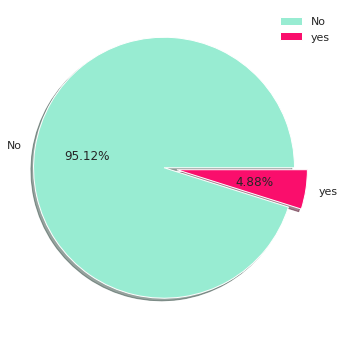 No
yes
No
95.12%
4.88%
yes